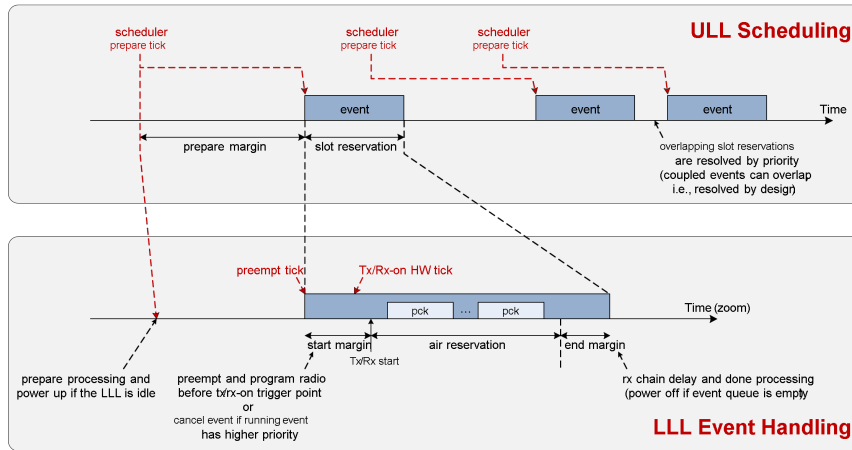 ULL Scheduling
scheduler
prepare tick
scheduler
prepare tick
scheduler
prepare tick
event
event
event
Time
prepare margin
slot reservation
overlapping slot reservations
are resolved by priority
(coupled events can overlap,
i.e., resolved by design)
preempt tick
Tx/Rx-on HW tick
Time (zoom)
pck
...
pck
start margin
air reservation
end margin
Tx/Rx start
prepare processing and
power up if the LLL is idle
preempt and program radio
before tx/rx-on trigger point
or
cancel event if running event
has higher priority
rx chain delay and done processing
(power off if event queue is empty)
LLL Event Handling